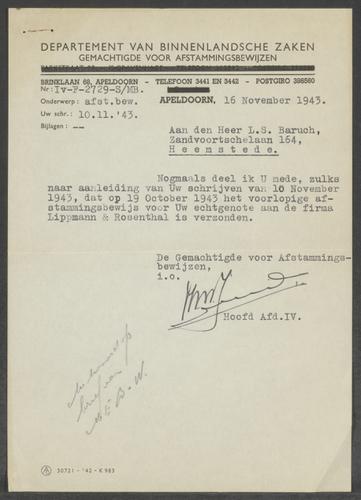 DEPARTEMENT VAN BINNENLANDSCHE ZAKEN
GEMACHTIGDE VOOR AFSTAMMINGSBEWIJZEN
BRINKLAAN 68, APELDOORN - TELEFOON 3441 EN 3442 - POSTGIRO 396560
Nr: Iv-F-2729-S/MB.
Onderwerp: afst.bew. APELDOORN, 16 November 1943.
Uw schr.: 10.11.'43.
Bijlagen: --
Aan den Heer L.S. Baruch,
Zandvoortschelaan 164,
Heemstede.
Nogmaals deel ik U mede, zulks
naar aanleiding van Uw schrijven van 10 November
1943, dat op 19 October 1943 het voorlopige af-
stammingsbewijs voor Uw echtgenote aan de firma
Lippmann & Rosenthal is verzonden.
De Gemachtigde voor Afstammings-
bewijzen,
i.o.
Hoofd Afd.IV.
30721 - '42 - K 983